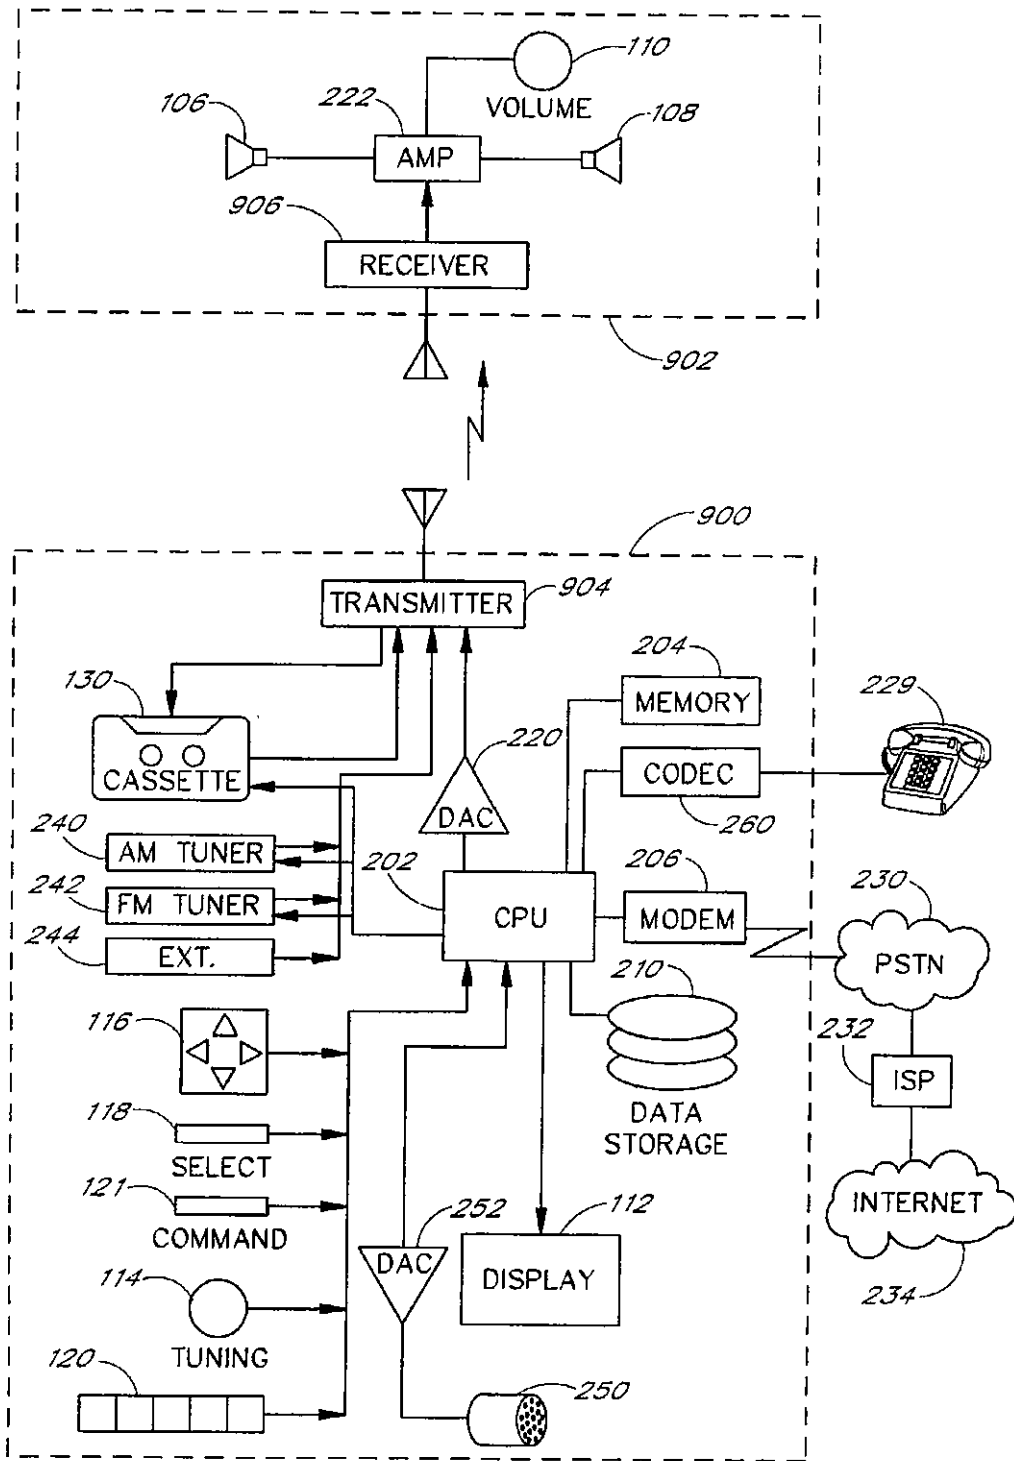 110
VOLUME
106
222
108
AMP
906
RECEIVER
902
900
TRANSMITTER
904
130
CASSETTE
204
MEMORY
229
220
DAC
CODEC
260
240
AM TUNER
202
206
230
242
FM TUNER
CPU
MODEM
PSTN
244
EXT.
210
232
116
ISP
DATA
STORAGE
118
SELECT
121
COMMAND
252
DAC
112
DISPLAY
INTERNET
234
114
TUNING
120
250